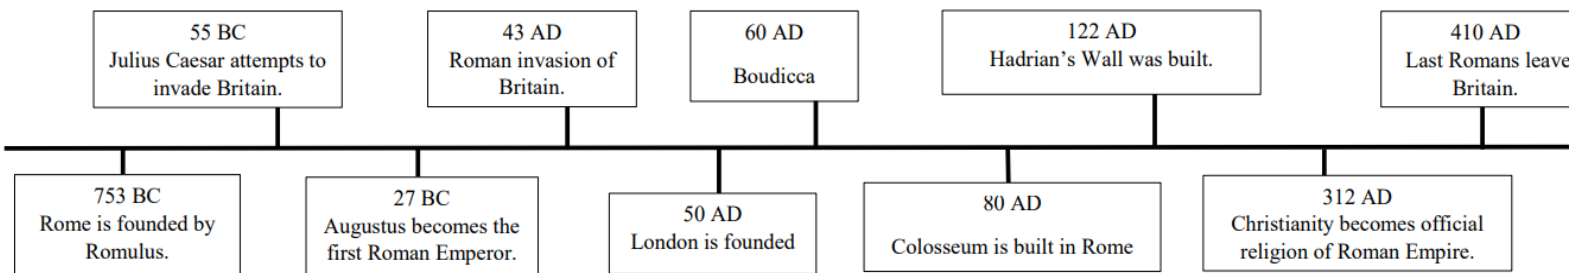 55 BC
Julius Caesar attempts to
invade Britain.
43 AD
Roman invasion of
Britain.
60 AD
Boudicca
122 AD
Hadrian’s Wall was built.
410 AD
Last Romans leave
Britain.
753 BC
Rome is founded by
Romulus.
27 BC
Augustus becomes the
first Roman Emperor.
50 AD
London is founded
80 AD
Colosseum is built in Rome
312 AD
Christianity becomes official
religion of Roman Empire.